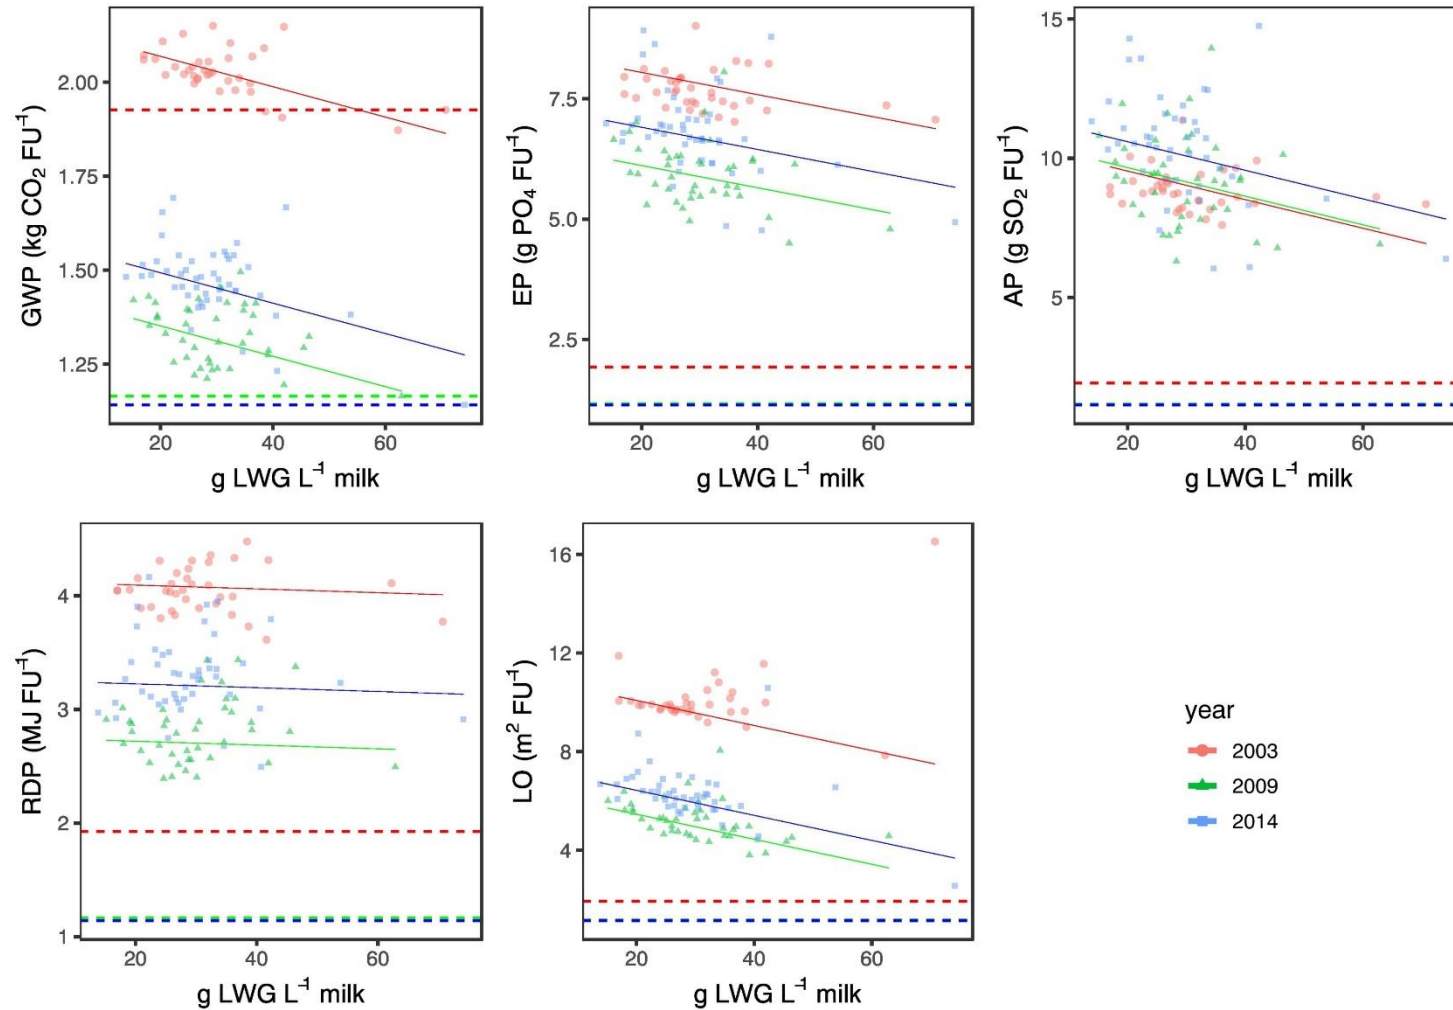 GWP (kg CO₂ FU⁻¹)
2.00
1.75
1.50
1.25
20 40 60
g LWG L⁻¹ milk
EP (g PO₄ FU⁻¹)
7.5
5.0
2.5
20 40 60
g LWG L⁻¹ milk
AP (g SO₂ FU⁻¹)
15
10
5
20 40 60
g LWG L⁻¹ milk
RDP (MJ FU⁻¹)
4
3
2
1
20 40 60
g LWG L⁻¹ milk
LO (m² FU⁻¹)
16
12
8
4
20 40 60
g LWG L⁻¹ milk
year
2003
2009
2014